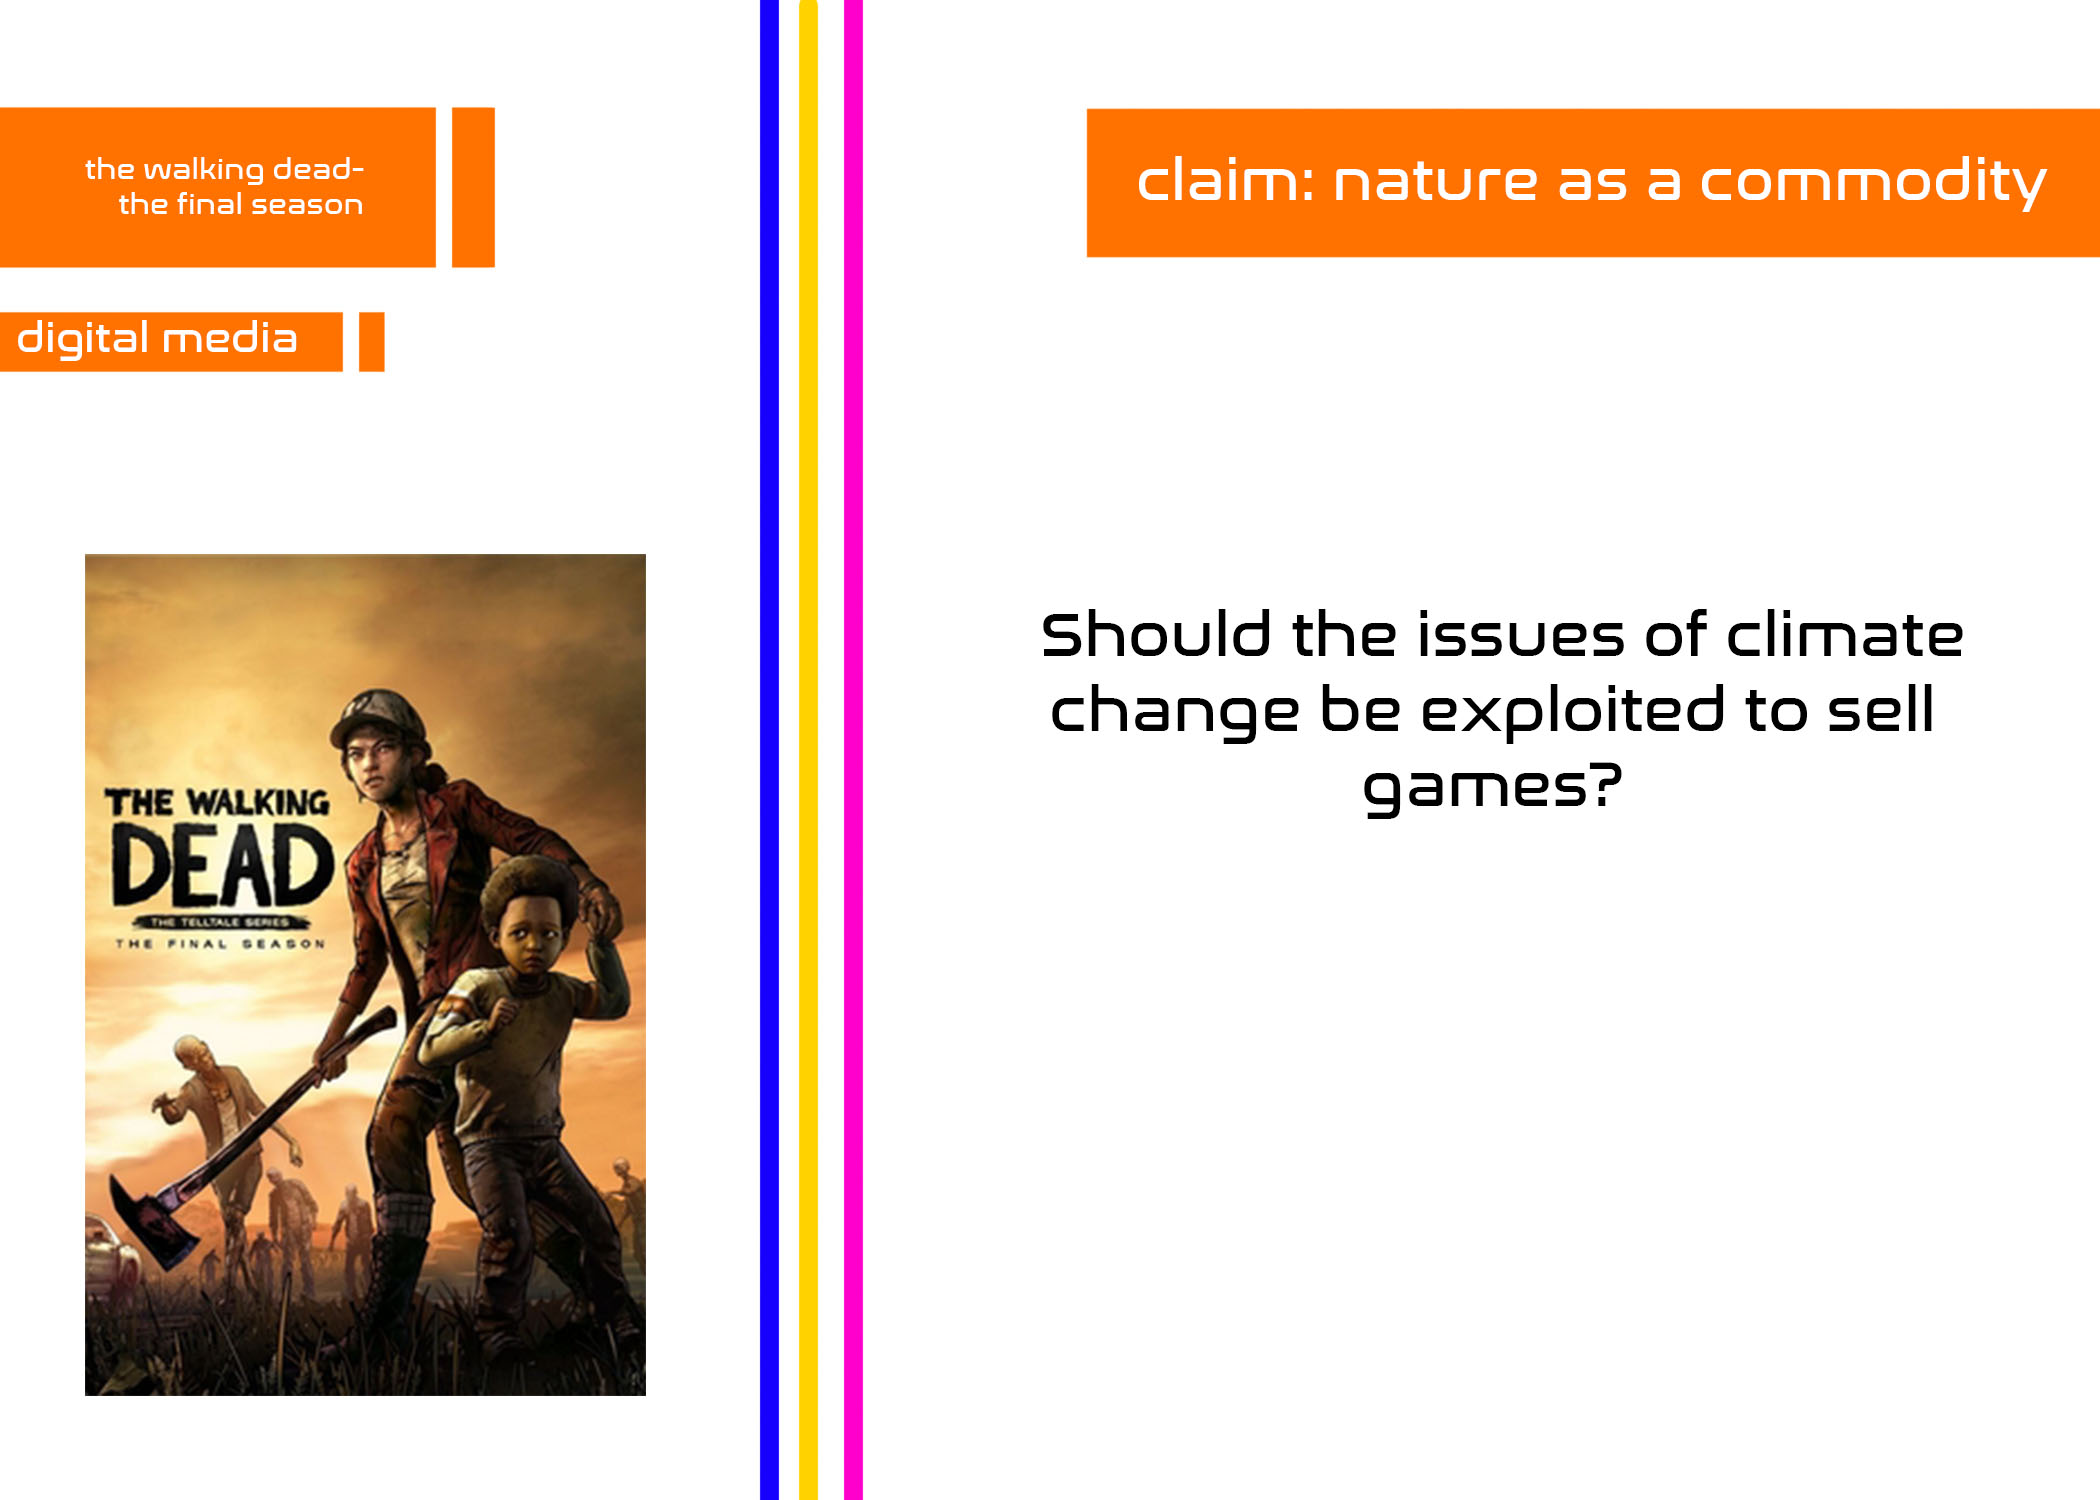 the walking dead-
the final season
digital media
THE WALKING
DEAD
THE TELLTALE SERIES
THE FINAL SEASON
claim: nature as a commodity
Should the issues of climate
change be exploited to sell
games?